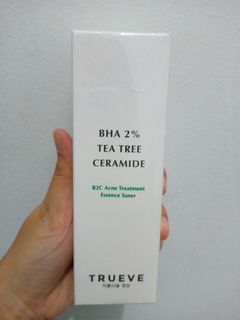 BHA 2%
TEA TREE
CERAMIDE
B2C Acne Treatment
Essence Toner
TRUEVE